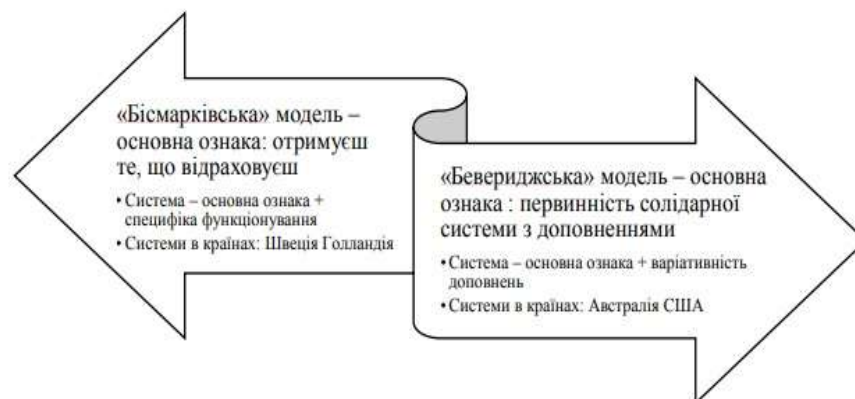 «Бісмарківська» модель –
основна ознака: отримуєш
те, що відраховуєш
• Система – основна ознака +
специфіка функціонування
• Системи в країнах: Швеція Голландія
«Бевериджська» модель – основна
ознака : первинність солідарної
системи з доповненнями
• Система – основна ознака + варіативність
доповнень
• Системи в країнах: Австралія США